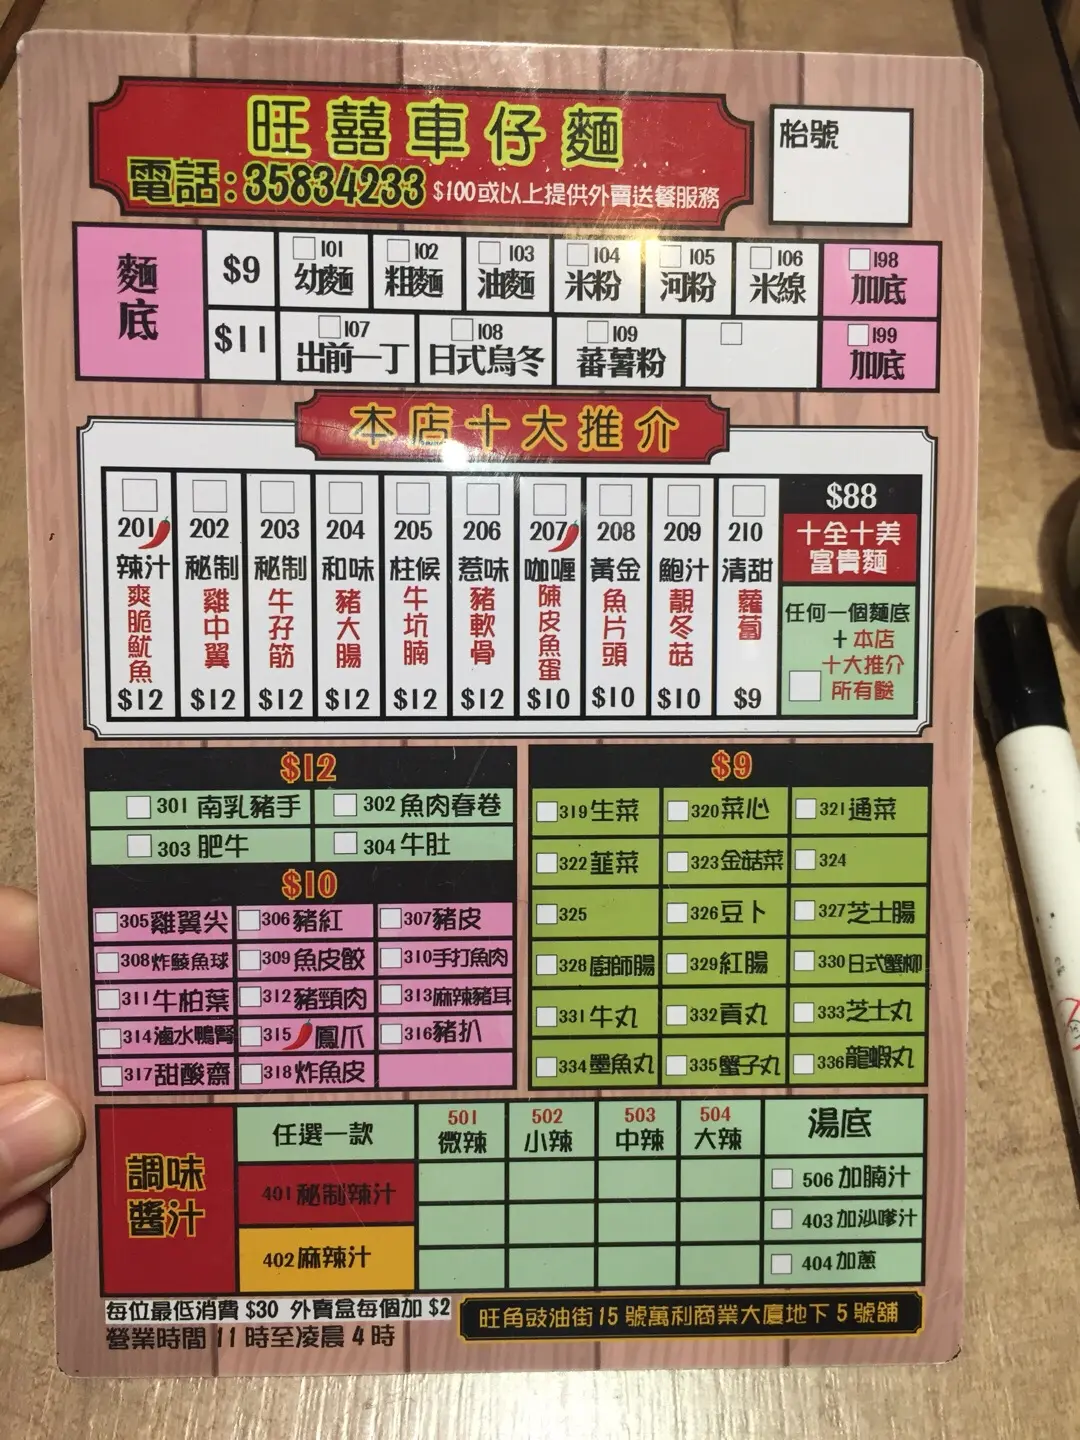 旺囍車仔麵
電話:35834233 $100或以上提供外賣送餐服務
枱號
麵底
$9 101 幼麵 102 粗麵 103 油麵 104 米粉 105 河粉 106 米線 198 加底
$11 107 出前一丁 108 日式烏冬 109 蕃薯粉 199 加底
本店十大推介
201 辣汁爽脆魷魚 $12
202 秘制雞中翼 $12
203 秘制牛孖筋 $12
204 和味豬大腸 $12
205 柱候牛坑腩 $12
206 惹味豬軟骨 $12
207 咖喱陳皮魚蛋 $10
208 黃金魚片頭 $10
209 鮑汁靚冬菇 $10
210 清甜蘿蔔 $9
$88
十全十美
富貴麵
任何一個麵底
+本店
十大推介
所有餸
$12
301 南乳豬手 302 魚肉春卷
303 肥牛 304 牛肚
$10
305 雞翼尖 306 豬紅 307 豬皮
308 炸鯪魚球 309 魚皮餃 310 手打魚肉
311 牛柏葉 312 豬頸肉 313 麻辣豬耳
314 滷水鴨腎 315 鳳爪 316 豬扒
317 甜酸齋 318 炸魚皮
$9
319 生菜 320 菜心 321 通菜
322 韮菜 323 金菇菜 324
325 326 豆卜 327 芝士腸
328 廚師腸 329 紅腸 330 日式蟹柳
331 牛丸 332 貢丸 333 芝士丸
334 墨魚丸 335 蟹子丸 336 龍蝦丸
調味醬汁
任選一款 501 微辣 502 小辣 503 中辣 504 大辣 湯底
401 秘制辣汁
402 麻辣汁
506 加腩汁
403 加沙嗲汁
404 加蔥
每位最低消費 $30 外賣盒每個加 $2
營業時間 11 時至凌晨 4 時
旺角豉油街 15 號萬利商業大廈地下 5 號舖